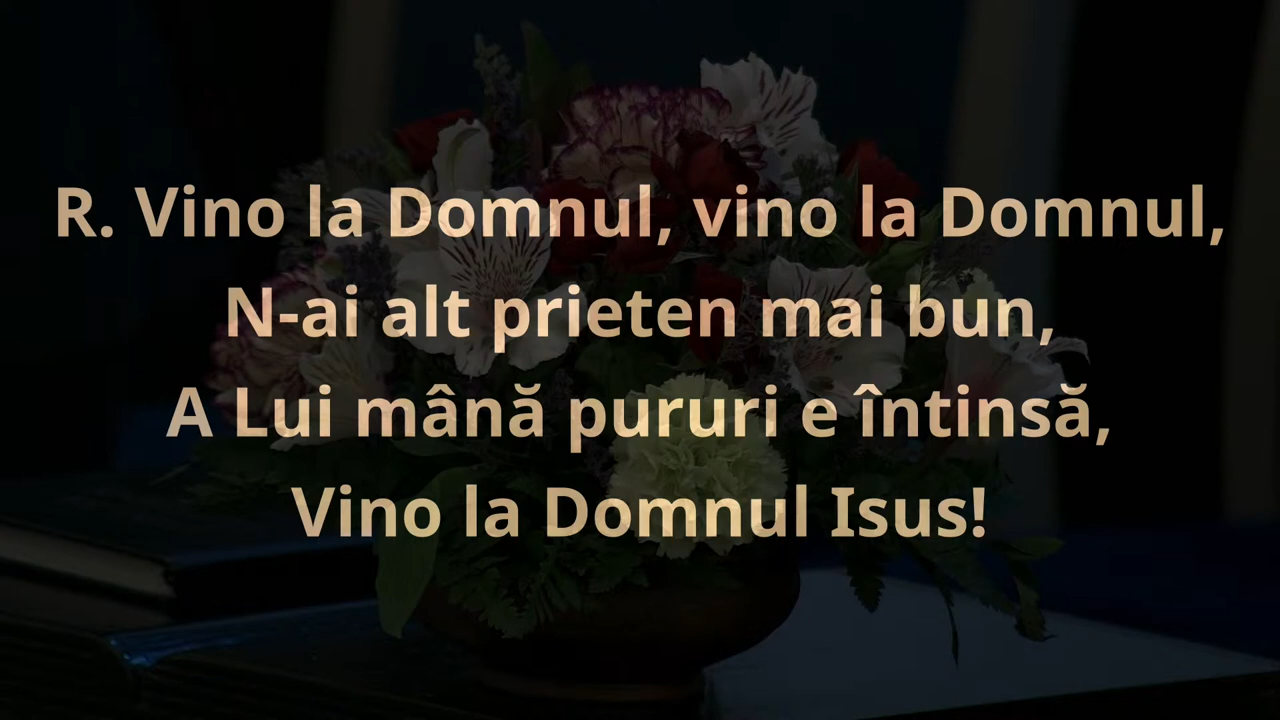 R. Vino la Domnul, vino la Domnul,
N-ai alt prieten mai bun,
A Lui mână pururi e întinsă,
Vino la Domnul Isus!